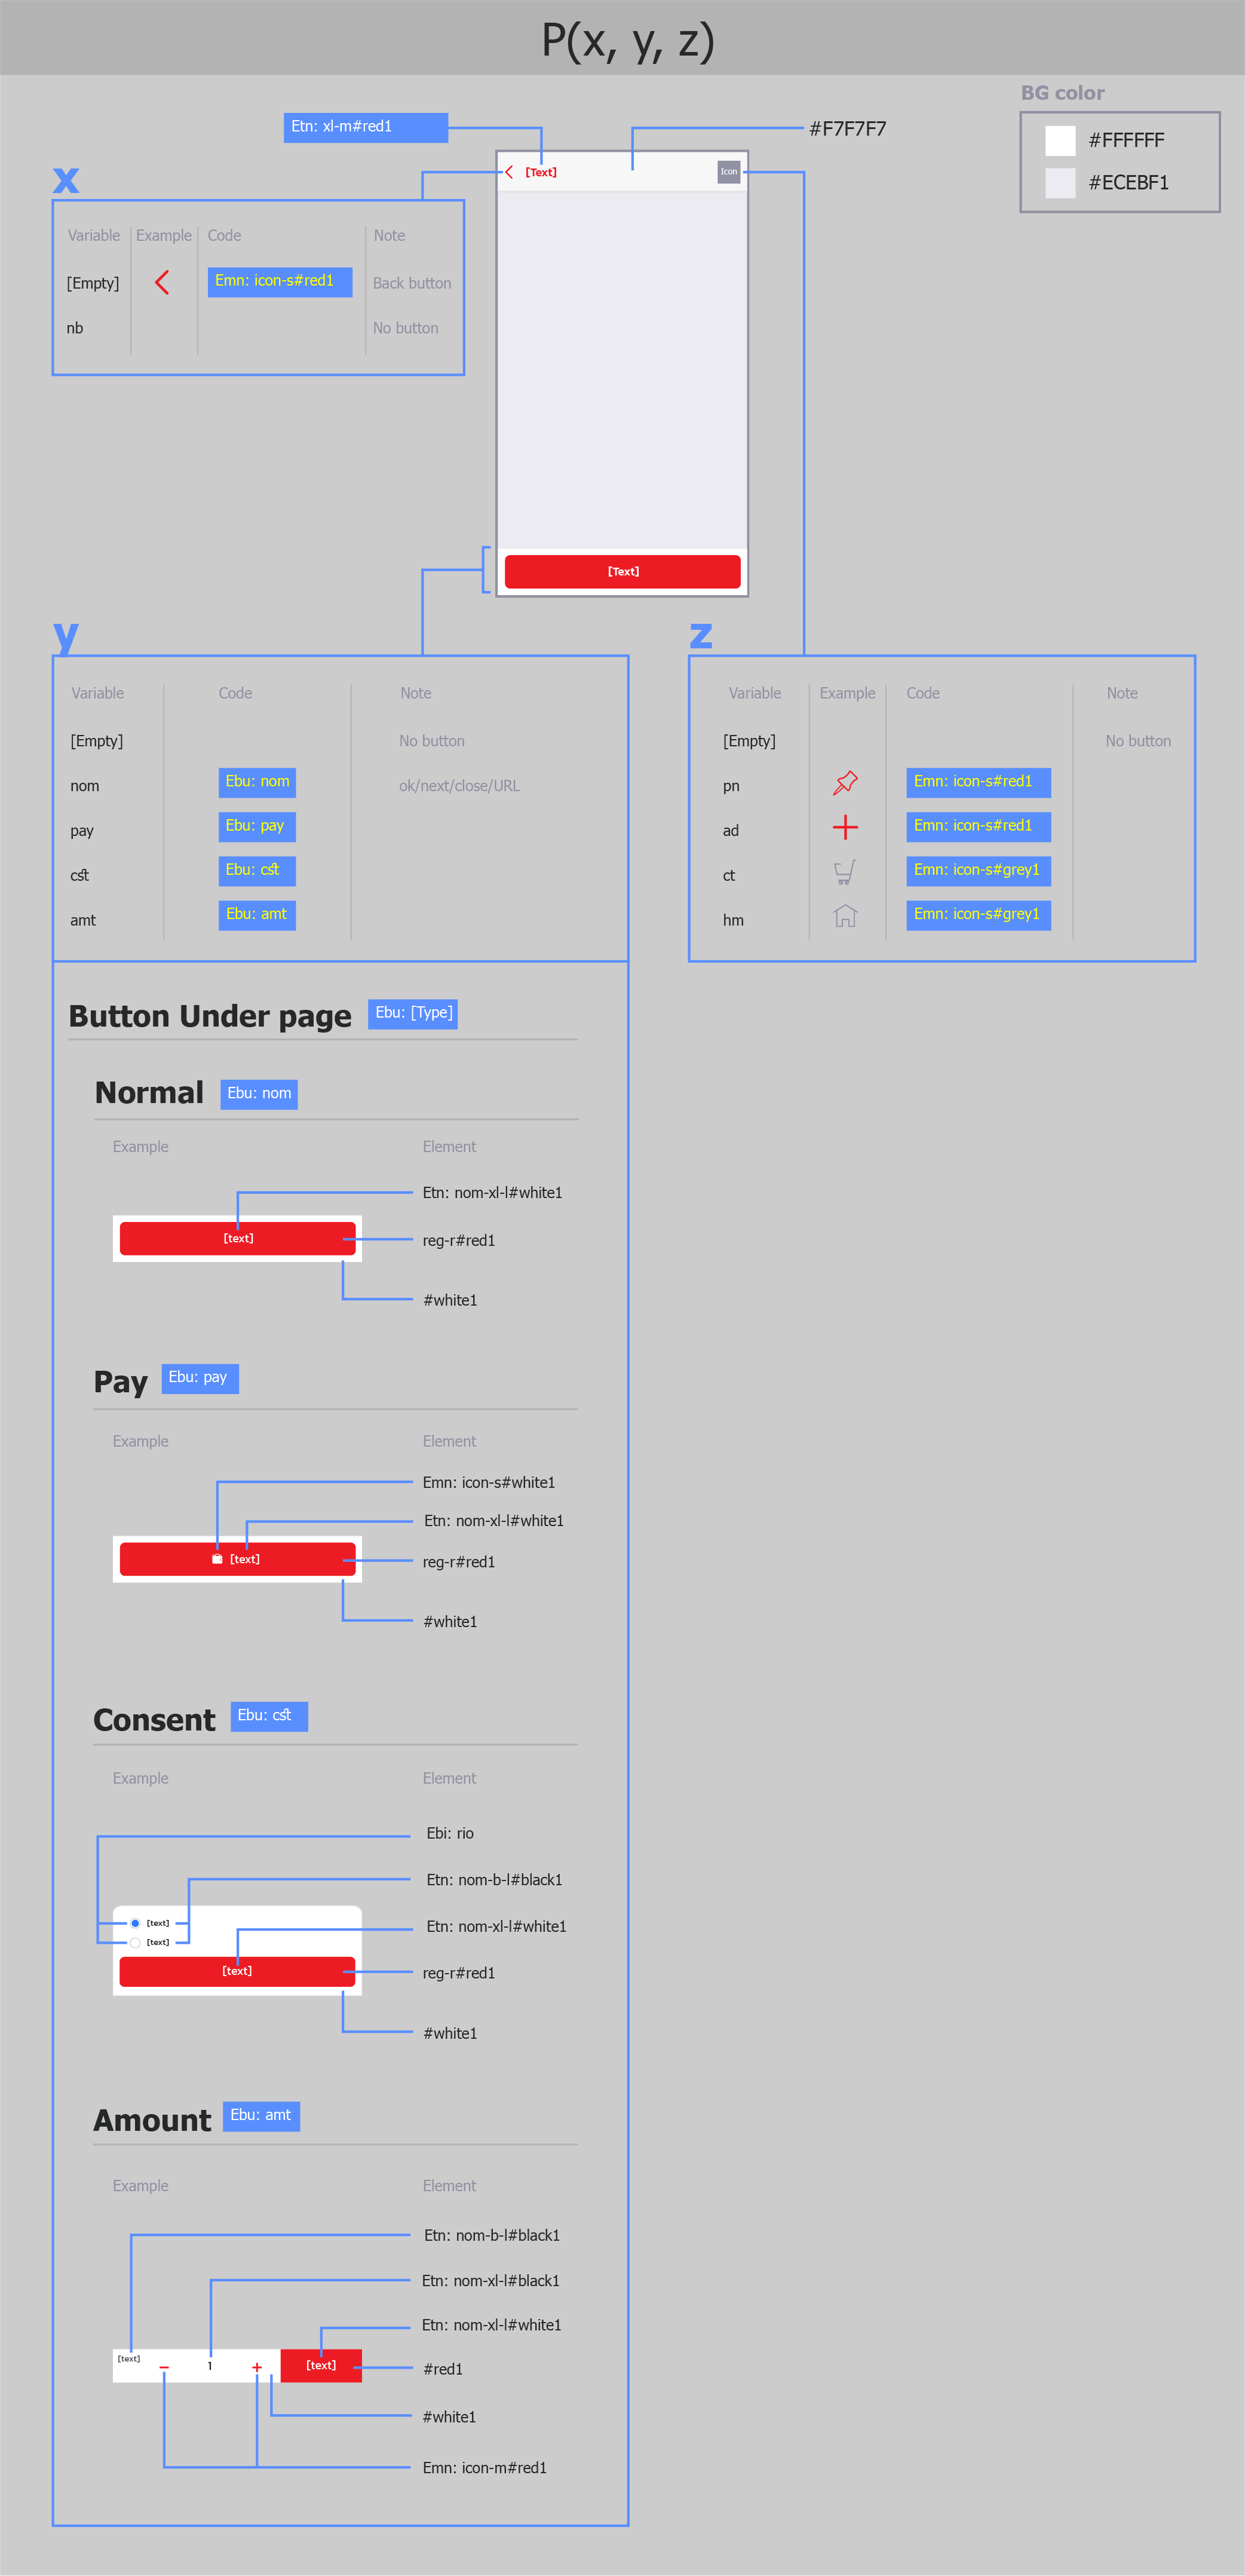 P(x, y, z)
BG color
#FFFFFF
#ECEBF1
Etn: xl-m#red1
#F7F7F7
[Text]
Icon
[Text]
x
Variable Example Code Note
[Empty] Emn: icon-s#red1 Back button
nb No button
y
Variable Code Note
[Empty] No button
nom Ebu: nom ok/next/close/URL
pay Ebu: pay
cst Ebu: cst
amt Ebu: amt
z
Variable Example Code Note
[Empty] No button
pn Emn: icon-s#red1
ad Emn: icon-s#red1
ct Emn: icon-s#grey1
hm Emn: icon-s#grey1
Button Under page Ebu: [Type]
Normal Ebu: nom
Example Element
Etn: nom-xl-l#white1
[text]
reg-r#red1
#white1
Pay Ebu: pay
Example Element
Emn: icon-s#white1
Etn: nom-xl-l#white1
[text]
reg-r#red1
#white1
Consent Ebu: cst
Example Element
Ebi: rio
Etn: nom-b-l#black1
[text]
Etn: nom-xl-l#white1
[text]
[text]
reg-r#red1
#white1
Amount Ebu: amt
Example Element
Etn: nom-b-l#black1
Etn: nom-xl-l#black1
Etn: nom-xl-l#white1
[text] − 1 + [text]
#red1
#white1
Emn: icon-m#red1